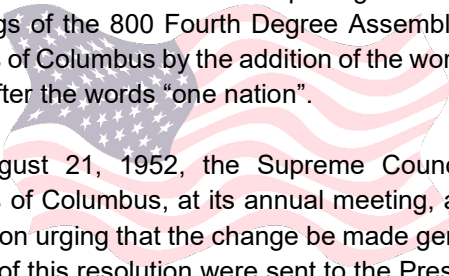 gs of the 800 Fourth Degree Assembl
of Columbus by the addition of the wor
fter the words “one nation”.
gust 21, 1952, the Supreme Counc
of Columbus, at its annual meeting, a
on urging that the change be made ge
of this resolution were sent to the Pres